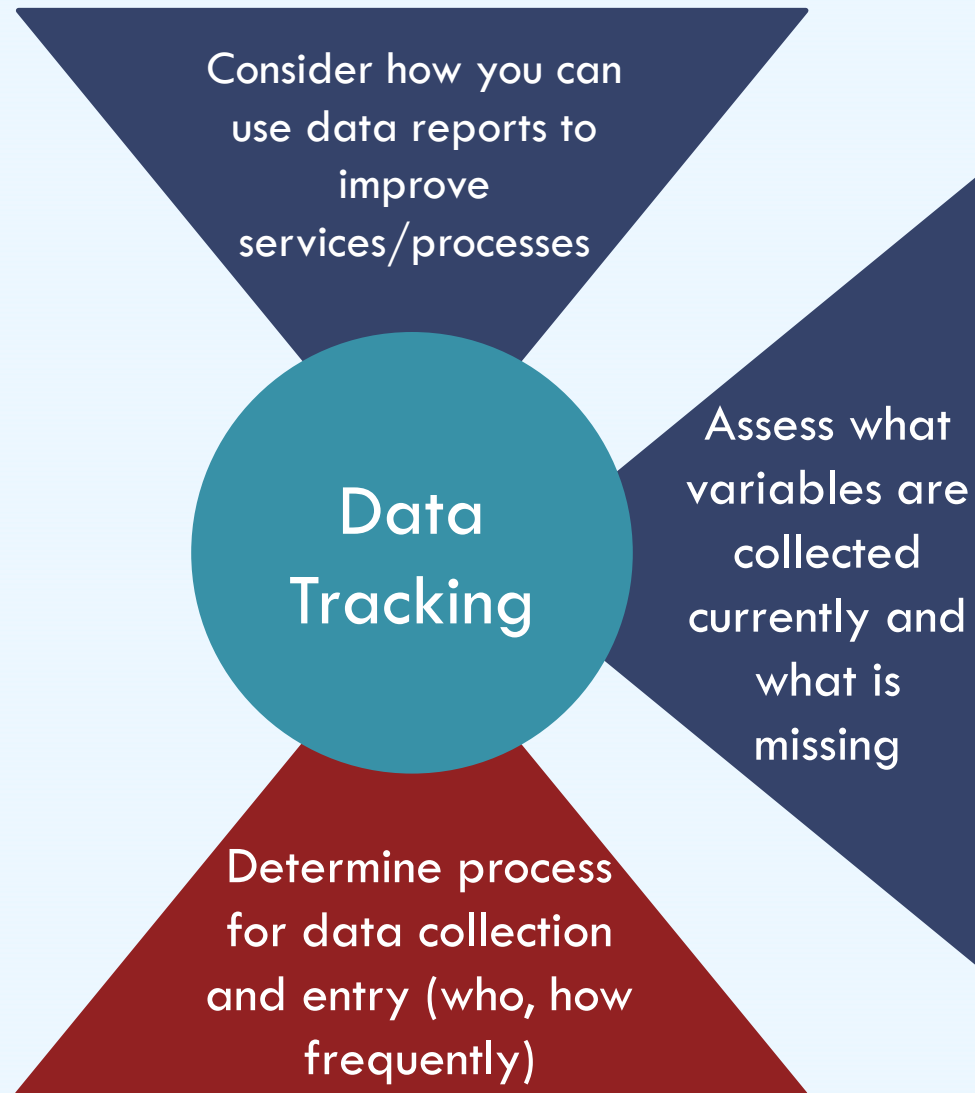 Consider how you can
use data reports to
improve
services/processes
Data
Tracking
Assess what
variables are
collected
currently and
what is
missing
Determine process
for data collection
and entry (who, how
frequently)